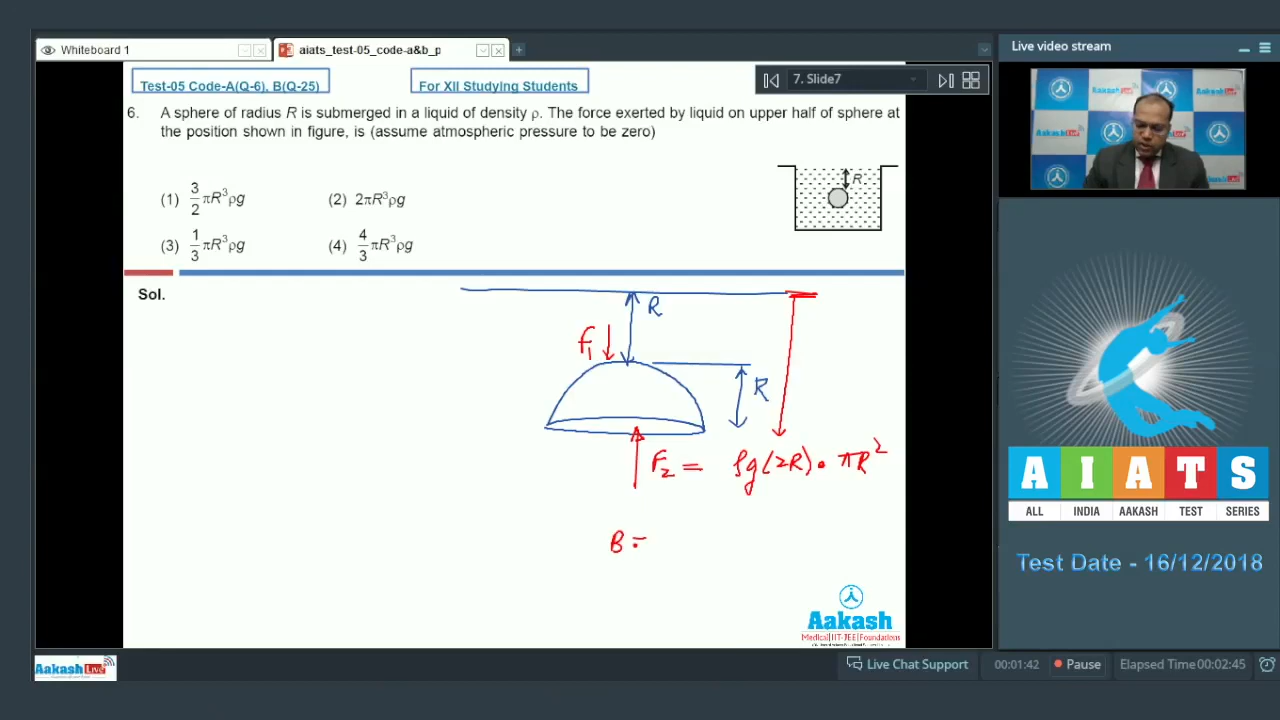 Whiteboard 1
aiats_test-05_code-a&b_p
Live video stream
Test-05 Code-A(Q-6), B(Q-25)
For XII Studying Students
7. Slide7
6. A sphere of radius R is submerged in a liquid of density ρ. The force exerted by liquid on upper half of sphere at
the position shown in figure, is (assume atmospheric pressure to be zero)
R
(1) 3/2 πR³ρg (2) 2πR³ρg
(3) 1/3 πR³ρg (4) 4/3 πR³ρg
Sol.
R
F₁
R
F₂ = ρg(2R) • πR²
B =
Aakash
Medical|IIT-JEE|Foundations
Aakash Live
A I A T S
ALL INDIA AAKASH TEST SERIES
Test Date - 16/12/2018
Aakash Live
Live Chat Support
00:01:42
Pause
Elapsed Time 00:02:45